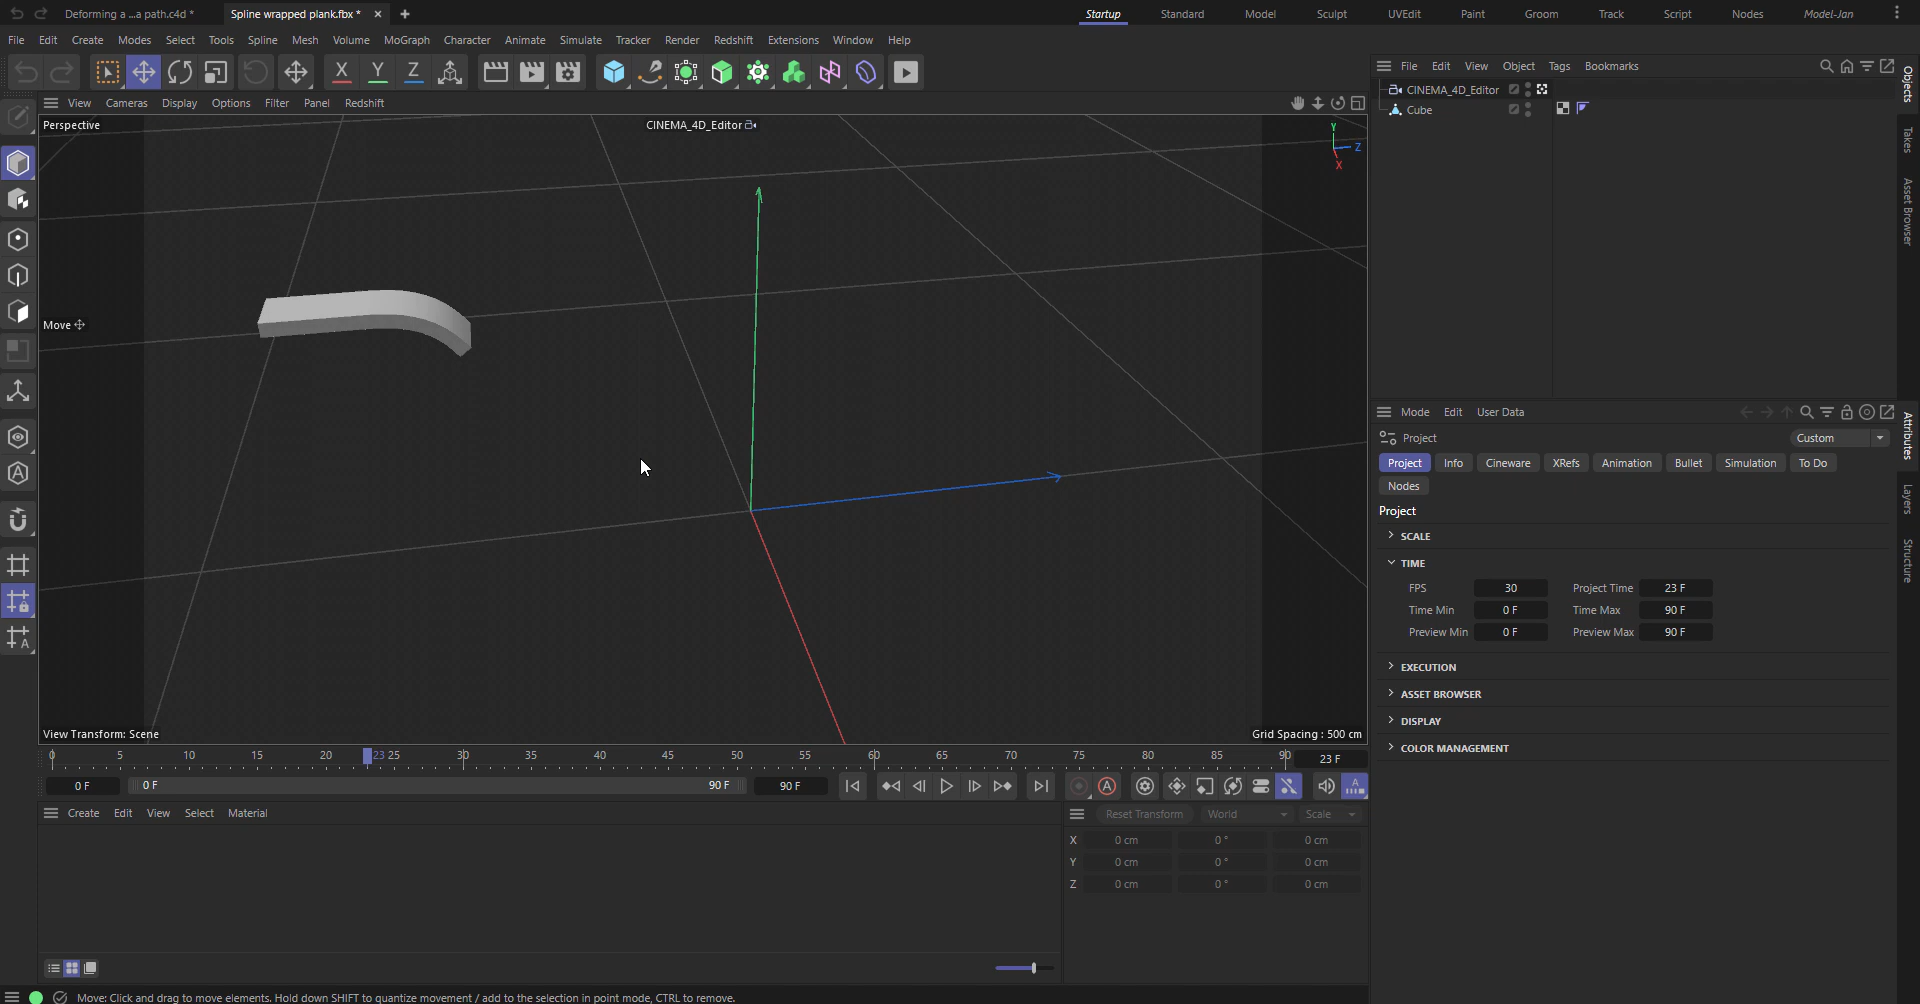 Deforming a ...a path.c4d *
Spline wrapped plank.fbx *
Startup
Standard
Model
Sculpt
UVEdit
Paint
Groom
Track
Script
Nodes
Model-Jan
File Edit Create Modes Select Tools Spline Mesh Volume MoGraph Character Animate Simulate Tracker Render Redshift Extensions Window Help
X Y Z
File Edit View Object Tags Bookmarks
View Cameras Display Options Filter Panel Redshift
Perspective
CINEMA_4D_Editor
Y
Z
X
CINEMA_4D_Editor
Cube
Objects
Takes
Asset Browser
Move
Mode Edit User Data
Project
Custom
Project Info Cineware XRefs Animation Bullet Simulation To Do
Nodes
Project
SCALE
TIME
FPS 30 Project Time 23 F
Time Min 0 F Time Max 90 F
Preview Min 0 F Preview Max 90 F
EXECUTION
ASSET BROWSER
DISPLAY
COLOR MANAGEMENT
Attributes
Layers
Structure
View Transform: Scene
Grid Spacing : 500 cm
0 5 10 15 20 23 25 30 35 40 45 50 55 60 65 70 75 80 85 90
23 F
0 F
0 F
90 F
90 F
Create Edit View Select Material
Reset Transform World Scale
X 0 cm 0 ° 0 cm
Y 0 cm 0 ° 0 cm
Z 0 cm 0 ° 0 cm
Move: Click and drag to move elements. Hold down SHIFT to quantize movement / add to the selection in point mode, CTRL to remove.